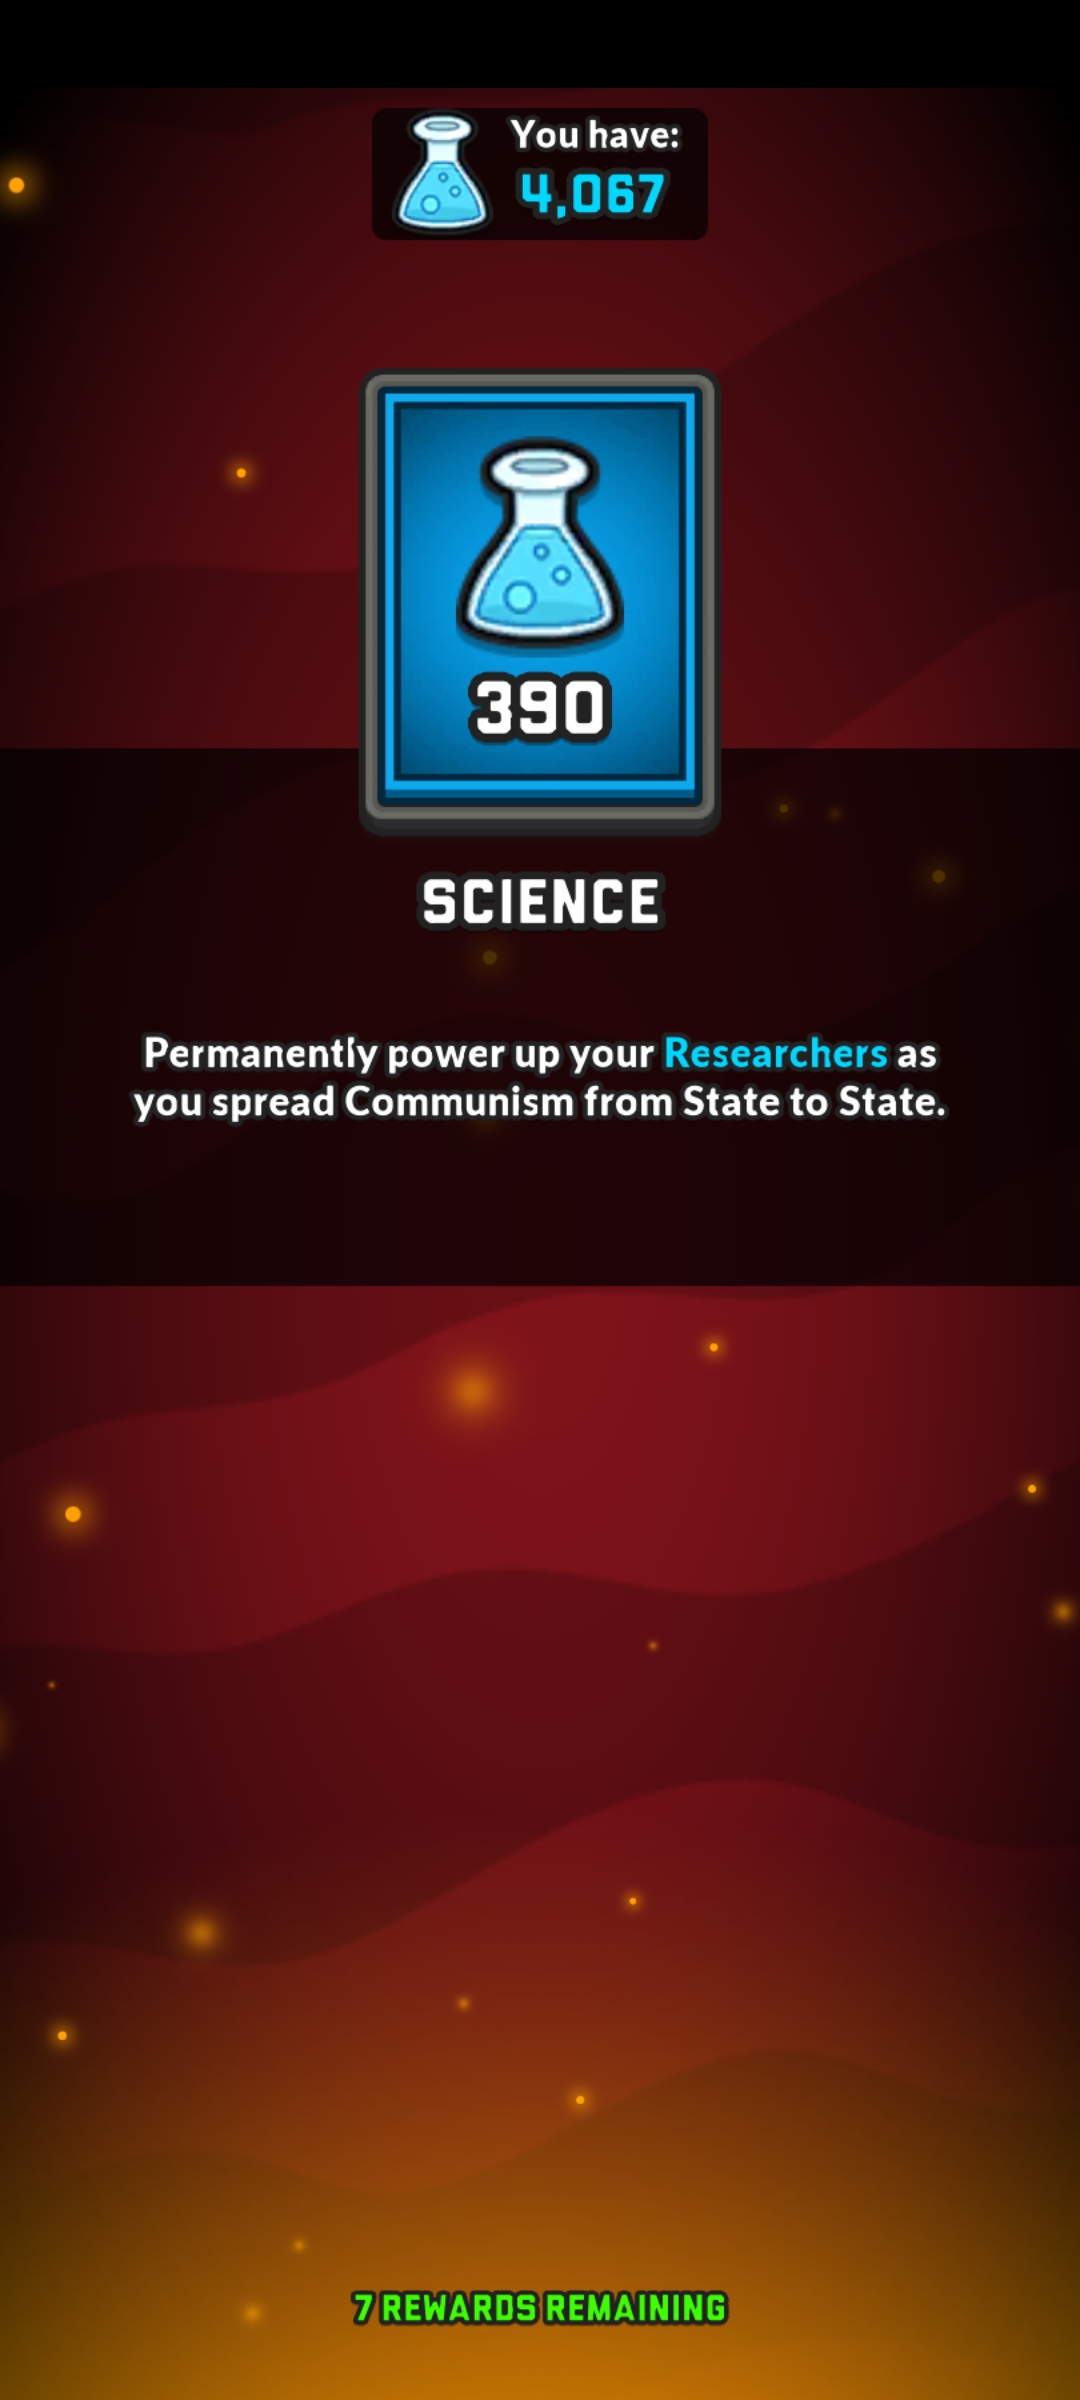 You have:
4,067
390
SCIENCE
Permanently power up your Researchers as
you spread Communism from State to State.
7 REWARDS REMAINING